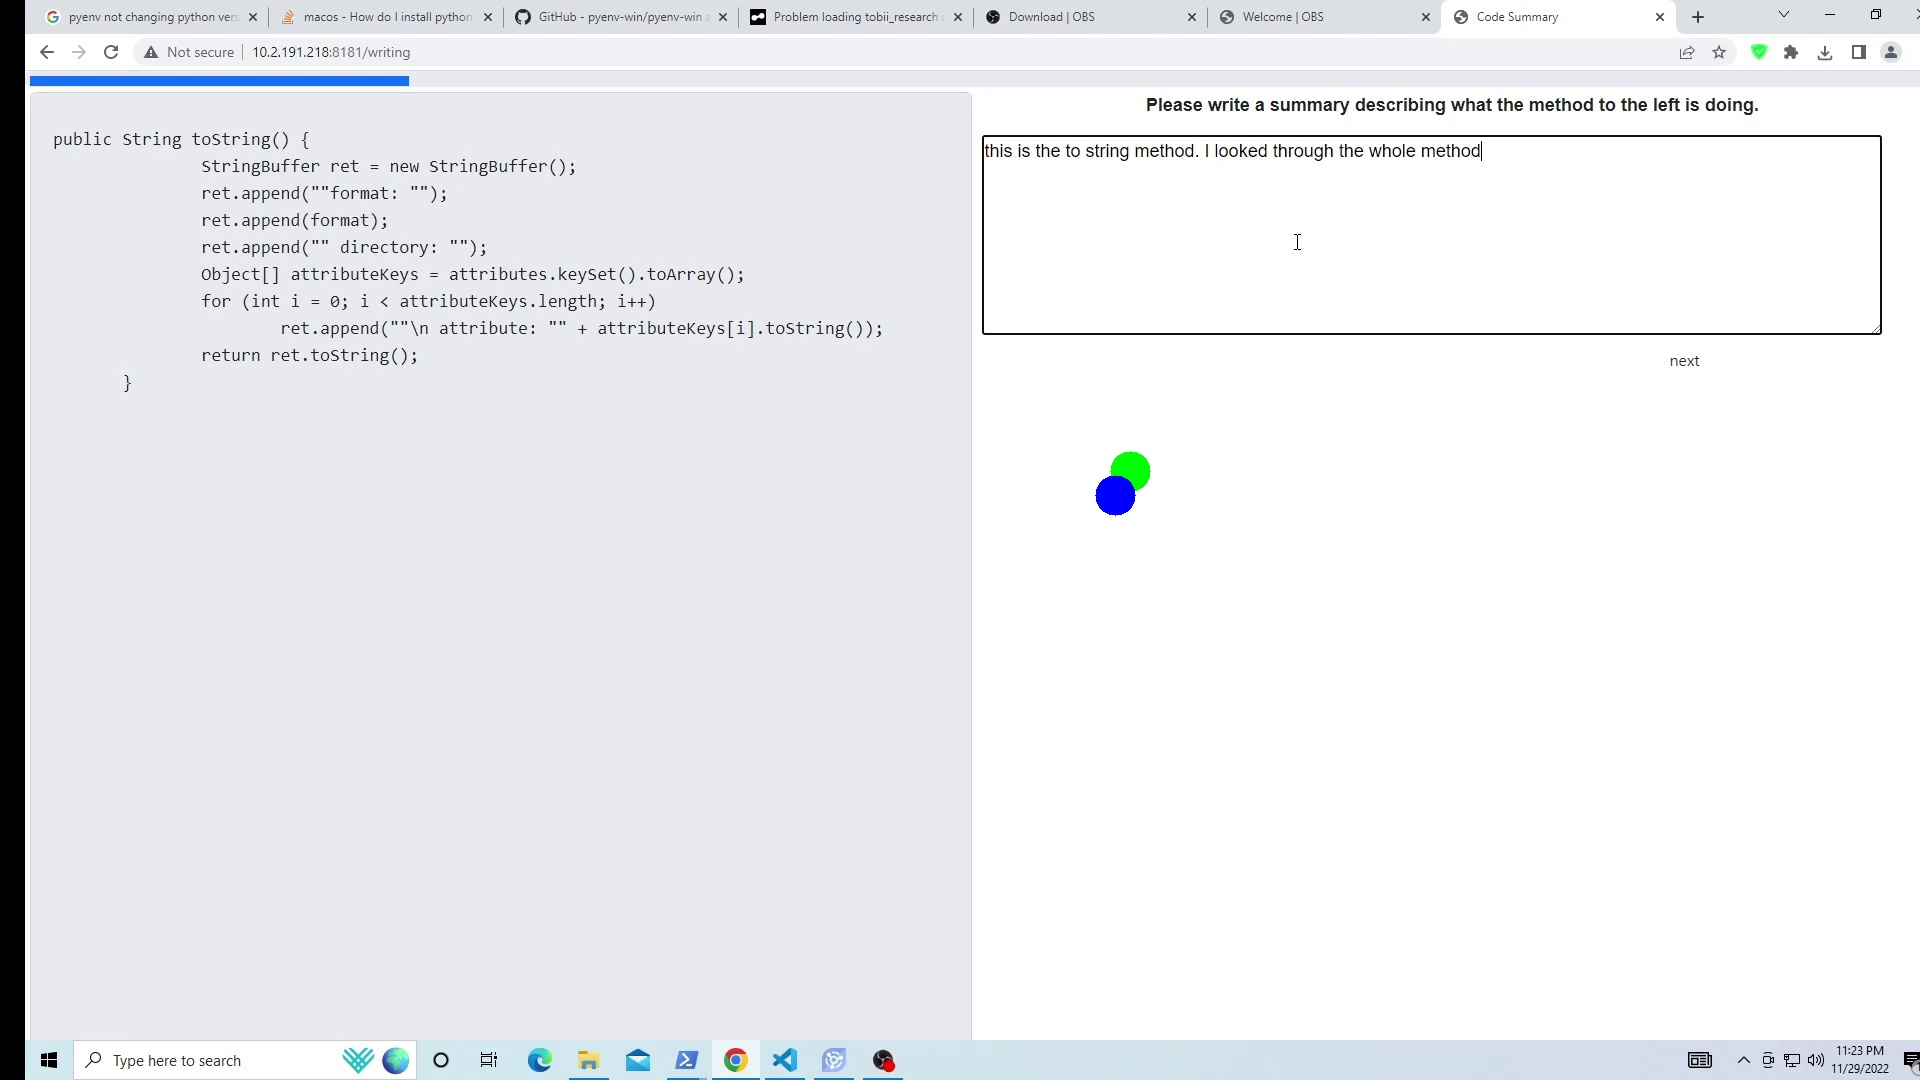 pyenv not changing python vers
macos - How do I install python
GitHub - pyenv-win/pyenv-win a
Problem loading tobii_research
Download | OBS
Welcome | OBS
Code Summary
Not secure
10.2.191.218:8181/writing
public String toString() {
StringBuffer ret = new StringBuffer();
ret.append(""format: "");
ret.append(format);
ret.append("" directory: "");
Object[] attributeKeys = attributes.keySet().toArray();
for (int i = 0; i < attributeKeys.length; i++)
ret.append(""\n attribute: "" + attributeKeys[i].toString());
return ret.toString();
}
Please write a summary describing what the method to the left is doing.
this is the to string method. I looked through the whole method
next
Type here to search
11:23 PM
11/29/2022